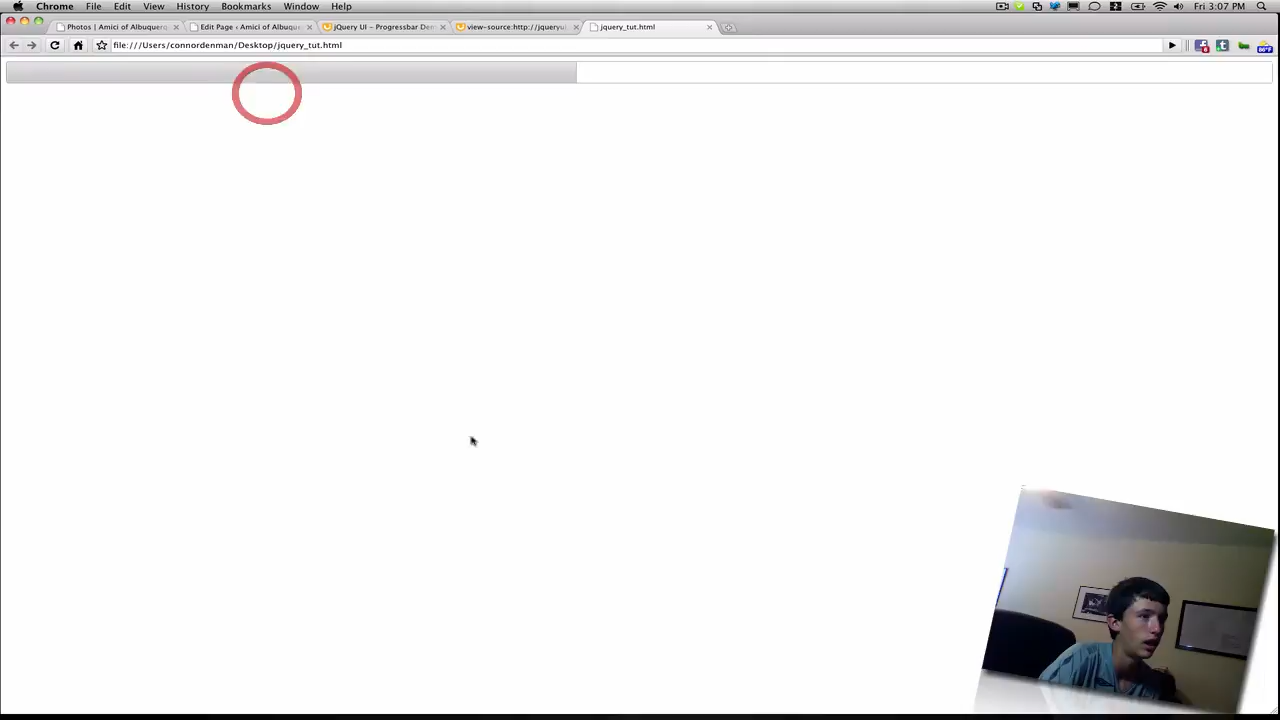 Chrome File Edit View History Bookmarks Window Help Fri 3:07 PM
Photos | Amici of Albuquerq Edit Page ‹ Amici of Albuque jQuery UI - Progressbar Dem view-source:http://jqueryui jquery_tut.html
file:///Users/connordenman/Desktop/jquery_tut.html